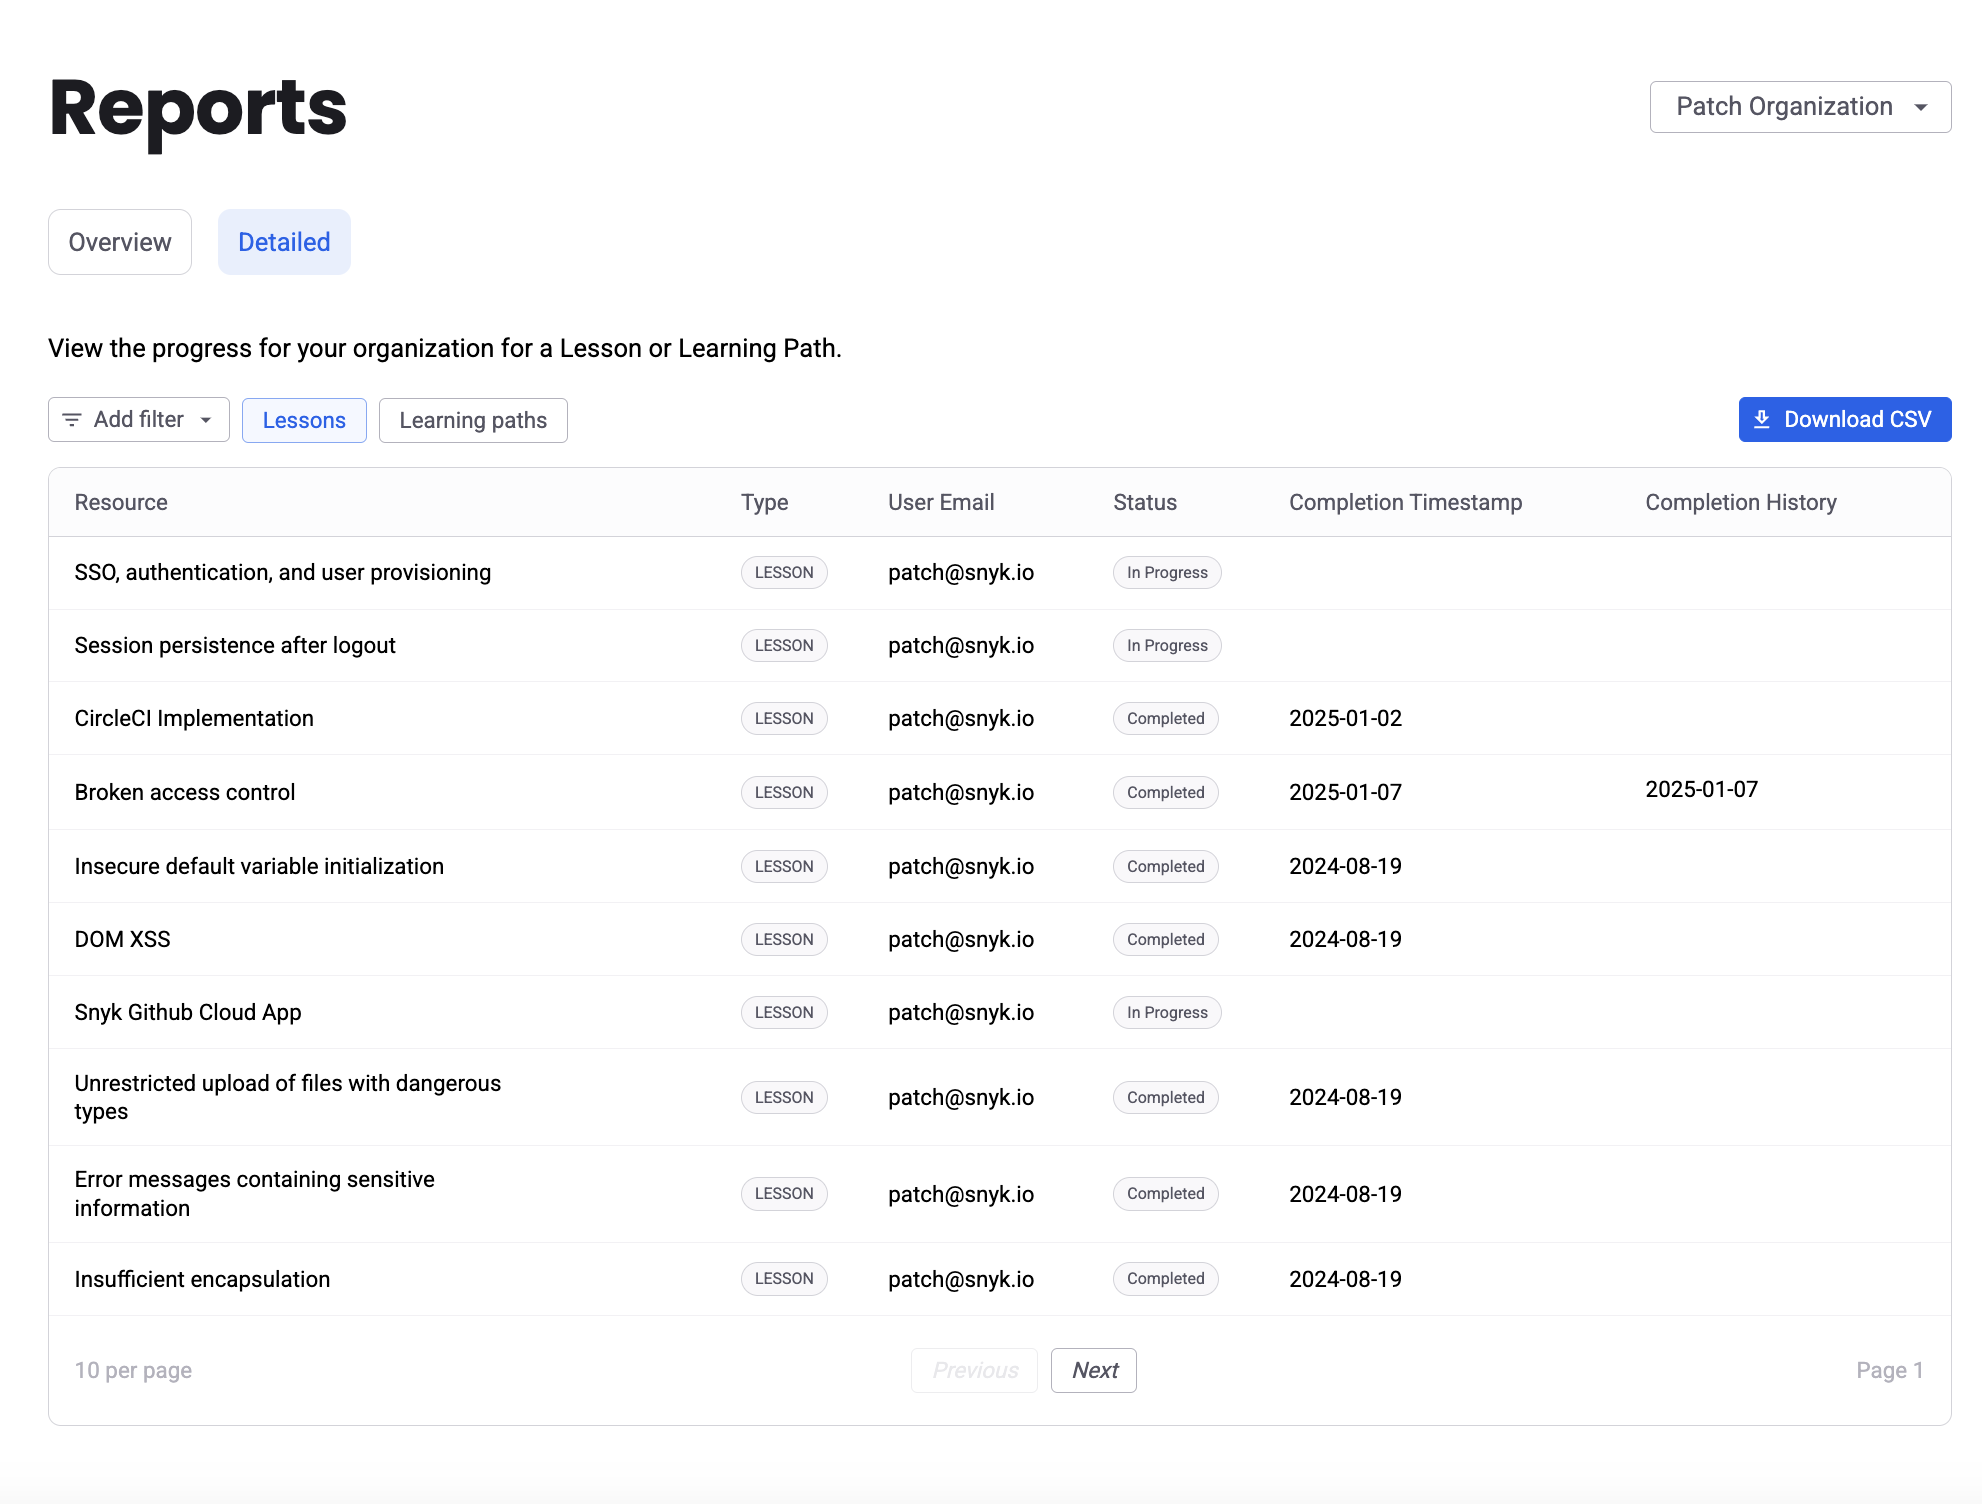 Reports
Patch Organization
Overview
Detailed
View the progress for your organization for a Lesson or Learning Path.
Add filter
Lessons
Learning paths
Download CSV
Resource Type User Email Status Completion Timestamp Completion History
SSO, authentication, and user provisioning LESSON patch@snyk.io In Progress
Session persistence after logout LESSON patch@snyk.io In Progress
CircleCI Implementation LESSON patch@snyk.io Completed 2025-01-02
Broken access control LESSON patch@snyk.io Completed 2025-01-07 2025-01-07
Insecure default variable initialization LESSON patch@snyk.io Completed 2024-08-19
DOM XSS LESSON patch@snyk.io Completed 2024-08-19
Snyk Github Cloud App LESSON patch@snyk.io In Progress
Unrestricted upload of files with dangerous
types LESSON patch@snyk.io Completed 2024-08-19
Error messages containing sensitive
information LESSON patch@snyk.io Completed 2024-08-19
Insufficient encapsulation LESSON patch@snyk.io Completed 2024-08-19
10 per page Previous Next Page 1